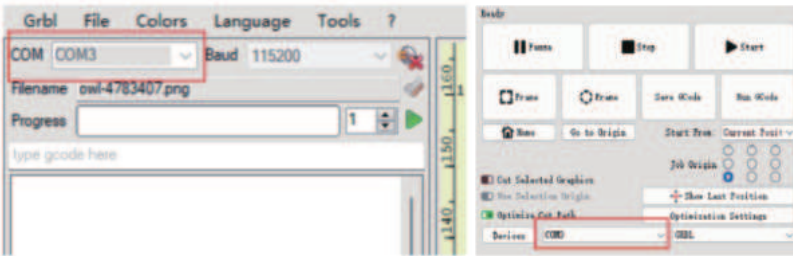 Grbl File Colors Language Tools ?
COM COM3 Baud 115200
Filename owl-4783407.png
Progress 1
type gcode here
160
150
140
Ready
Pause Stop Start
Frame Frame Save GCode Run GCode
Home Go to Origin Start From: Current Posit
Job Origin
Cut Selected Graphics
Use Selection Origin
Show Last Position
Optimize Cut Path
Optimization Settings
Devices COM3 GRBL